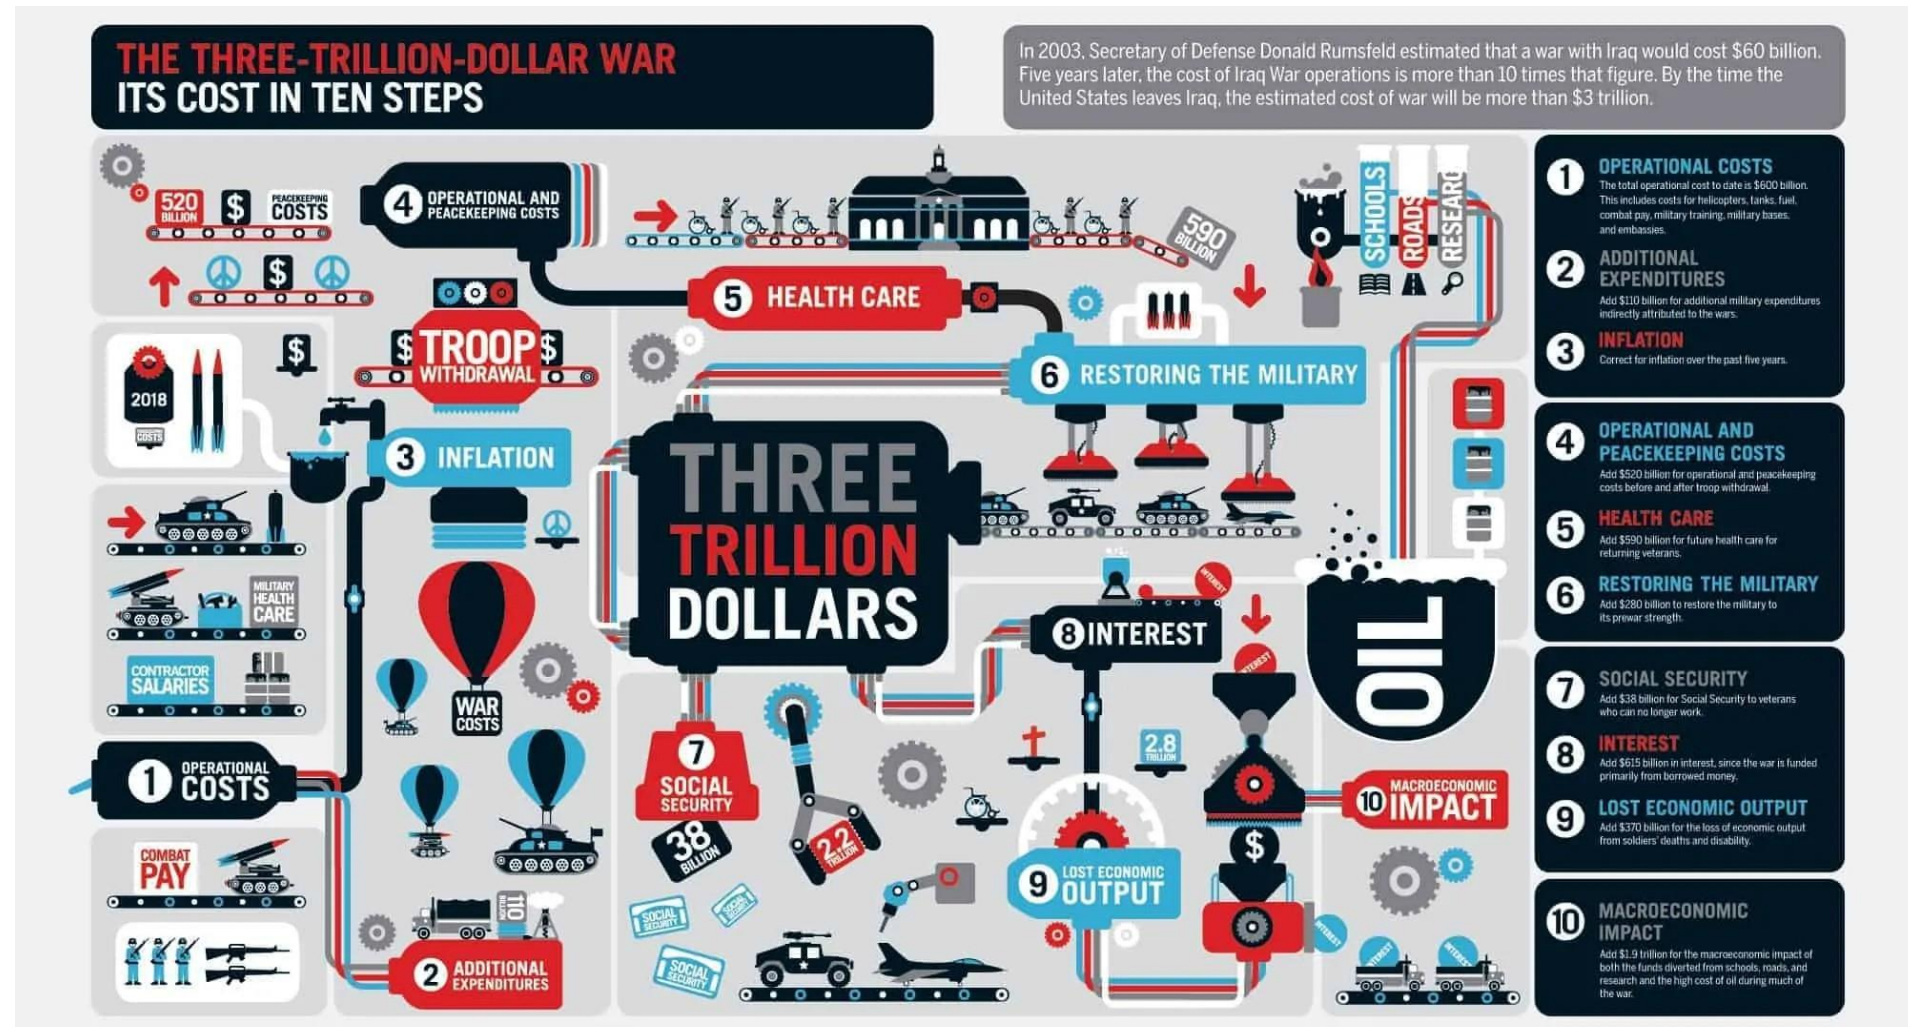 THE THREE-TRILLION-DOLLAR WAR
ITS COST IN TEN STEPS
In 2003, Secretary of Defense Donald Rumsfeld estimated that a war with Iraq would cost $60 billion.
Five years later, the cost of Iraq War operations is more than 10 times that figure. By the time the
United States leaves Iraq, the estimated cost of war will be more than $3 trillion.
520
BILLION
$
PEACEKEEPING
COSTS
$
4
OPERATIONAL AND
PEACEKEEPING COSTS
590
BILLION
SCHOOLS
ROADS
RESEARC
5 HEALTH CARE
$ TROOP $
WITHDRAWAL
6 RESTORING THE MILITARY
2018
COSTS
$
3 INFLATION
THREE
TRILLION
DOLLARS
MILITARY
HEALTH
CARE
CONTRACTOR
SALARIES
WAR
COSTS
INTEREST
8 INTEREST
INTEREST
OIL
1
OPERATIONAL
COSTS
7
SOCIAL
SECURITY
38
BILLION
2.2
TRILLION
2.8
TRILLION
10
MACROECONOMIC
IMPACT
$
9
LOST ECONOMIC
OUTPUT
COMBAT
PAY
110
BILLION
2
ADDITIONAL
EXPENDITURES
SOCIAL
SECURITY
SOCIAL
SECURITY
SOCIAL
SECURITY
INTEREST
INTEREST
INTEREST
1
OPERATIONAL COSTS
The total operational cost to date is $600 billion.
This includes costs for helicopters, tanks, fuel,
combat pay, military training, military bases,
and embassies.
2
ADDITIONAL
EXPENDITURES
Add $110 billion for additional military expenditures
indirectly attributed to the wars.
3
INFLATION
Correct for inflation over the past five years.
4
OPERATIONAL AND
PEACEKEEPING COSTS
Add $520 billion for operational and peacekeeping
costs before and after troop withdrawal.
5
HEALTH CARE
Add $590 billion for future health care for
returning veterans.
6
RESTORING THE MILITARY
Add $280 billion to restore the military to
its prewar strength.
7
SOCIAL SECURITY
Add $38 billion for Social Security to veterans
who can no longer work.
8
INTEREST
Add $615 billion in interest, since the war is funded
primarily from borrowed money.
9
LOST ECONOMIC OUTPUT
Add $370 billion for the loss of economic output
from soldiers' deaths and disability.
10
MACROECONOMIC
IMPACT
Add $1.9 trillion for the macroeconomic impact of
both the funds diverted from schools, roads, and
research and the high cost of oil during much of
the war.